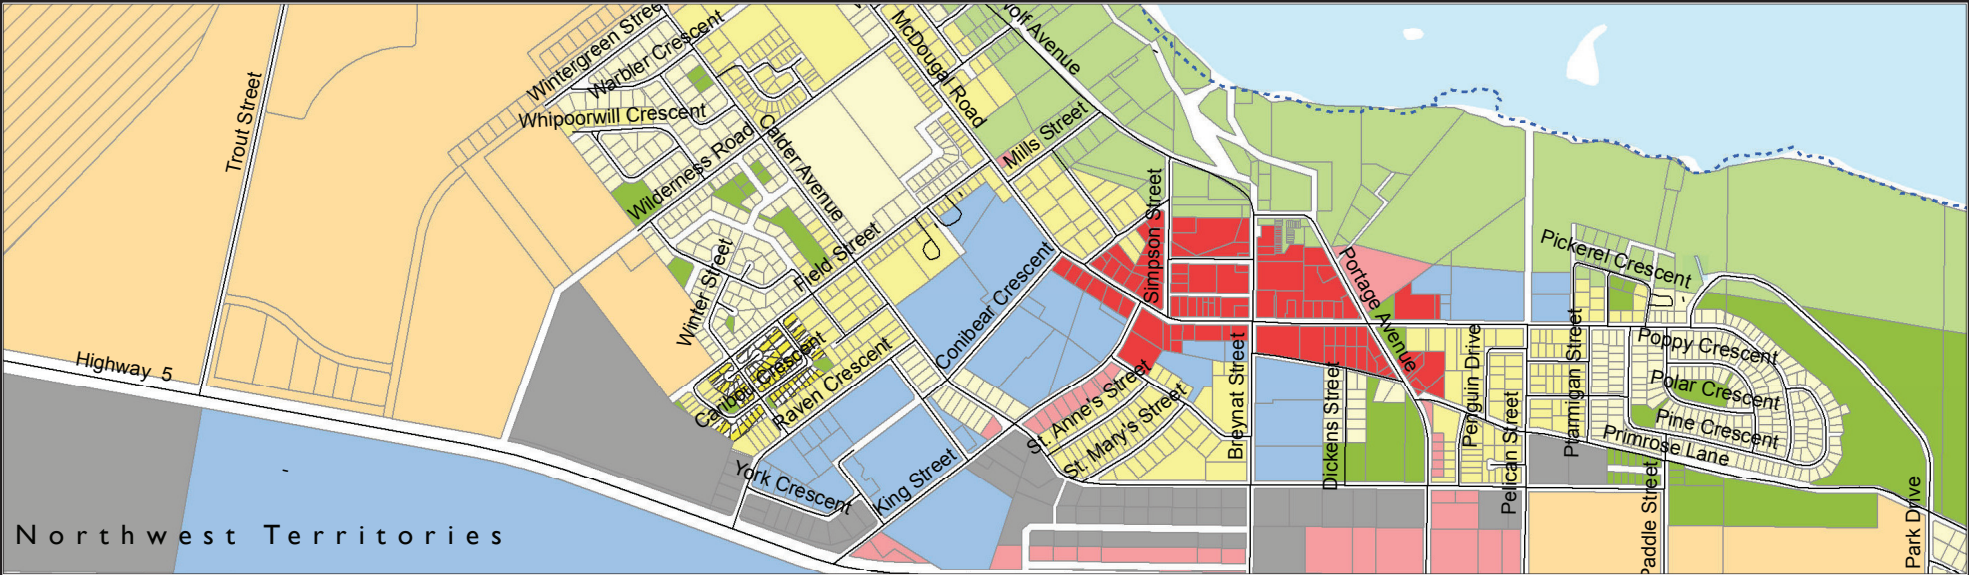 Wintergreen Stree
Warbler Crescent
Whipoorwill Crescent
Trout Street
Wilderness Road
Calder Avenue
McDougal Road
olf Avenue
Mills Street
Field Street
Winter Street
Simpson Street
Conibear Crescent
Portage Avenue
Pickerel Crescent
Highway 5
Caribou Crescent
Raven Crescent
York Crescent
King Street
St. Anne's Street
St. Mary's Street
Breynat Street
Dickens Street
Penguin Drive
Pelican Street
Ptarmigan Street
Poppy Crescent
Polar Crescent
Pine Crescent
Primrose Lane
Paddle Street
Park Drive
Northwest Territories